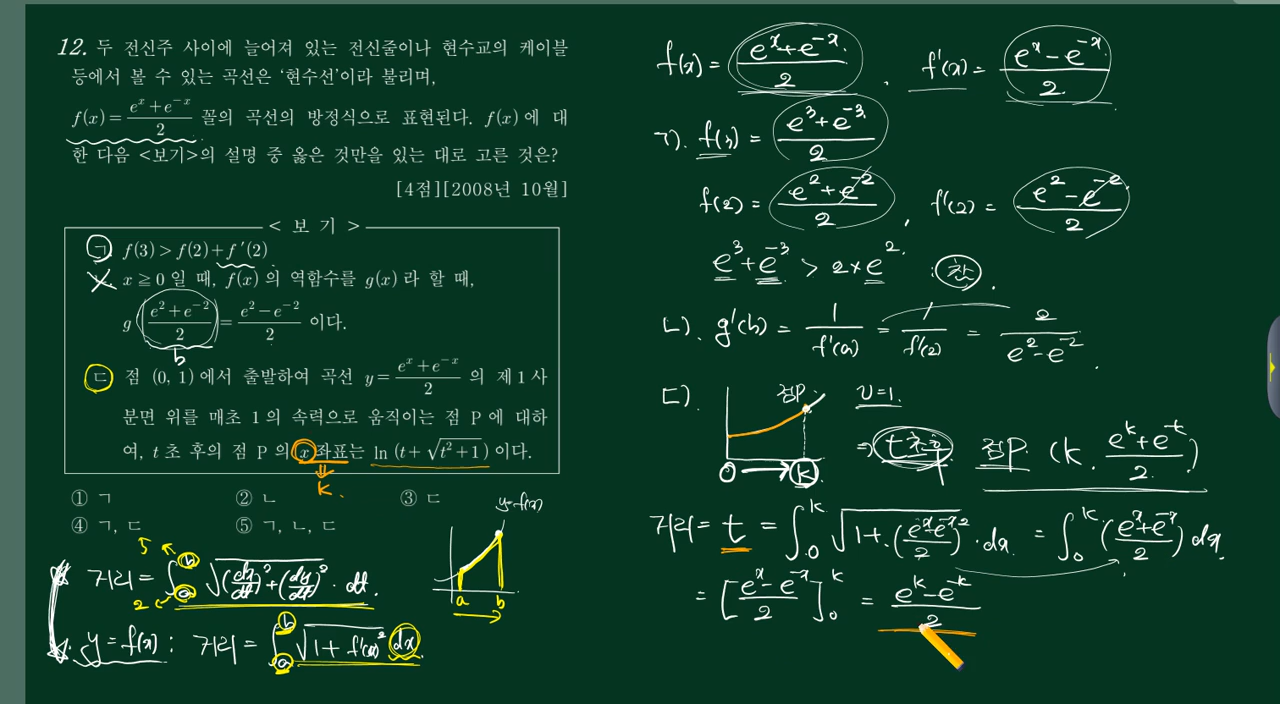 12. 두 전신주 사이에 늘어져 있는 전신줄이나 현수교의 케이블
등에서 볼 수 있는 곡선은 ‘현수선’이라 불리며,
f(x)=(e^x+e^{-x})/2 꼴의 곡선의 방정식으로 표현된다. f(x)에 대
한 다음 <보기>의 설명 중 옳은 것만을 있는 대로 고른 것은?
[4점][2008년 10월]
< 보 기 >
ㄱ. f(3)>f(2)+f′(2)
ㄴ. x≥0일 때, f(x)의 역함수를 g(x)라 할 때,
g((e^2+e^{-2})/2)=(e^2-e^{-2})/2 이다.
b
ㄷ. 점 (0, 1)에서 출발하여 곡선 y=(e^x+e^{-x})/2 의 제1사
분면 위를 매초 1의 속력으로 움직이는 점 P에 대하
여, t초 후의 점 P의 x좌표는 ln(t+√(t^2+1))이다.
k.
① ㄱ ② ㄴ ③ ㄷ
④ ㄱ, ㄷ ⑤ ㄱ, ㄴ, ㄷ
5
2
거리 = ∫_a^b √((dx/dt)^2+(dy/dt)^2) · dt.
y=f(x) : 거리 = ∫_a^b √(1+f′(x)^2) dx
y=f(x)
a b
f(x) = (e^x+e^{-x})/2 , f′(x) = (e^x-e^{-x})/2
ㄱ). f(3) = (e^3+e^{-3})/2
f(2) = (e^2+e^{-2})/2 , f′(2) = (e^2-e^{-2})/2
e^3+e^{-3} > 2×e^2 : 참 .
ㄴ). g′(b) = 1/f′(a) = 1/f′(2) = 2/(e^2-e^{-2}) .
ㄷ). 점P v=1.
0 → k
⇒ t초후 점P (k, (e^k+e^{-k})/2)
거리 = t = ∫_0^k √(1+((e^x-e^{-x})/2)^2) · dx = ∫_0^k ((e^x+e^{-x})/2) dx
= [(e^x-e^{-x})/2]_0^k = (e^k-e^{-k})/2